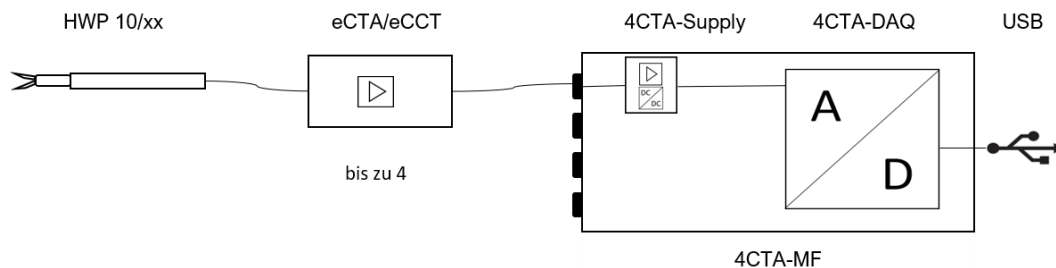 HWP 10/xx
eCTA/eCCT
4CTA-Supply
4CTA-DAQ
USB
DC
DC
A
D
bis zu 4
4CTA-MF